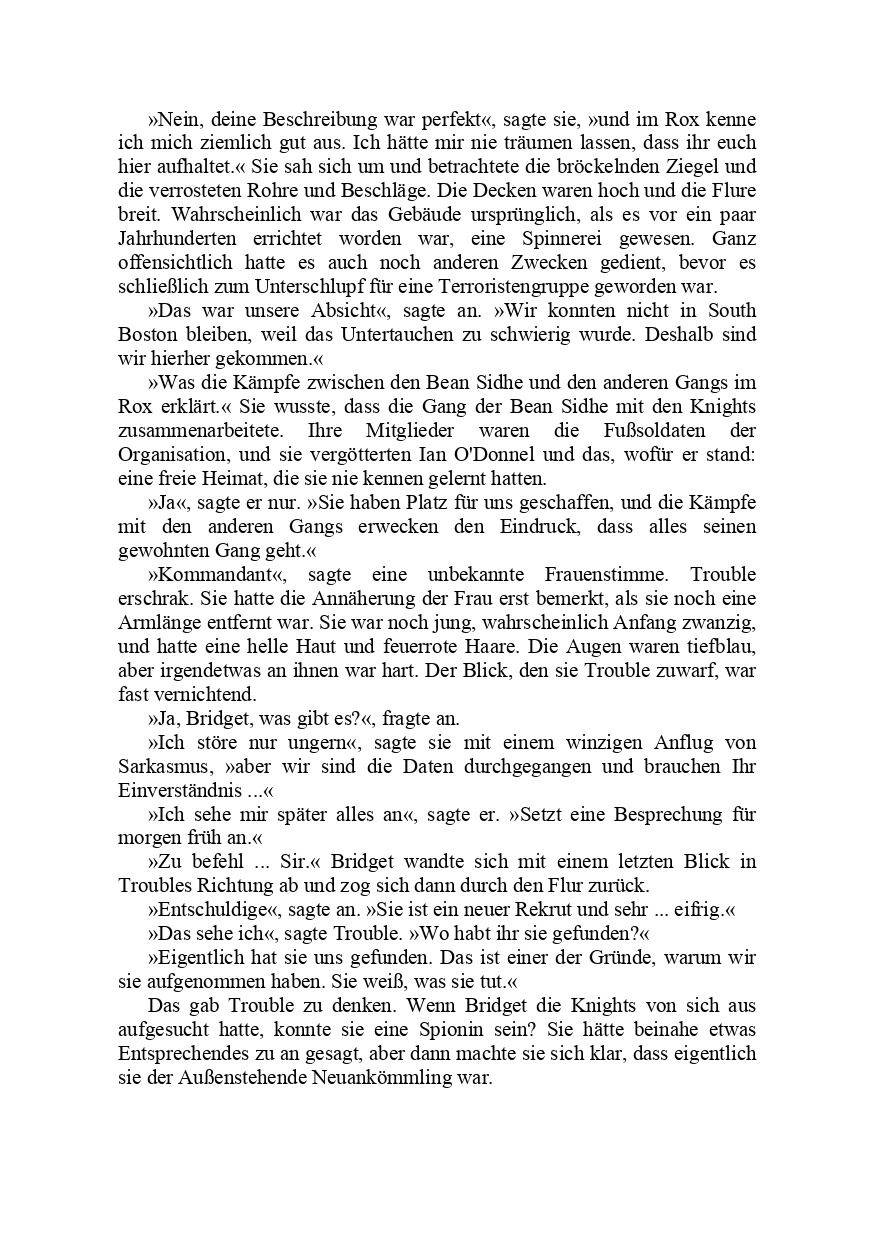 »Nein, deine Beschreibung war perfekt«, sagte sie, »und im Rox kenne
ich mich ziemlich gut aus. Ich hätte mir nie träumen lassen, dass ihr euch
hier aufhaltet.« Sie sah sich um und betrachtete die bröckelnden Ziegel und
die verrosteten Rohre und Beschläge. Die Decken waren hoch und die Flure
breit. Wahrscheinlich war das Gebäude ursprünglich, als es vor ein paar
Jahrhunderten errichtet worden war, eine Spinnerei gewesen. Ganz
offensichtlich hatte es auch noch anderen Zwecken gedient, bevor es
schließlich zum Unterschlupf für eine Terroristengruppe geworden war.
»Das war unsere Absicht«, sagte an. »Wir konnten nicht in South
Boston bleiben, weil das Untertauchen zu schwierig wurde. Deshalb sind
wir hierher gekommen.«
»Was die Kämpfe zwischen den Bean Sidhe und den anderen Gangs im
Rox erklärt.« Sie wusste, dass die Gang der Bean Sidhe mit den Knights
zusammenarbeitete. Ihre Mitglieder waren die Fußsoldaten der
Organisation, und sie vergötterten Ian O'Donnel und das, wofür er stand:
eine freie Heimat, die sie nie kennen gelernt hatten.
»Ja«, sagte er nur. »Sie haben Platz für uns geschaffen, und die Kämpfe
mit den anderen Gangs erwecken den Eindruck, dass alles seinen
gewohnten Gang geht.«
»Kommandant«, sagte eine unbekannte Frauenstimme. Trouble
erschrak. Sie hatte die Annäherung der Frau erst bemerkt, als sie noch eine
Armlänge entfernt war. Sie war noch jung, wahrscheinlich Anfang zwanzig,
und hatte eine helle Haut und feuerrote Haare. Die Augen waren tiefblau,
aber irgendetwas an ihnen war hart. Der Blick, den sie Trouble zuwarf, war
fast vernichtend.
»Ja, Bridget, was gibt es?«, fragte an.
»Ich störe nur ungern«, sagte sie mit einem winzigen Anflug von
Sarkasmus, »aber wir sind die Daten durchgegangen und brauchen Ihr
Einverständnis ...«
»Ich sehe mir später alles an«, sagte er. »Setzt eine Besprechung für
morgen früh an.«
»Zu befehl ... Sir.« Bridget wandte sich mit einem letzten Blick in
Troubles Richtung ab und zog sich dann durch den Flur zurück.
»Entschuldige«, sagte an. »Sie ist ein neuer Rekrut und sehr ... eifrig.«
»Das sehe ich«, sagte Trouble. »Wo habt ihr sie gefunden?«
»Eigentlich hat sie uns gefunden. Das ist einer der Gründe, warum wir
sie aufgenommen haben. Sie weiß, was sie tut.«
Das gab Trouble zu denken. Wenn Bridget die Knights von sich aus
aufgesucht hatte, konnte sie eine Spionin sein? Sie hätte beinahe etwas
Entsprechendes zu an gesagt, aber dann machte sie sich klar, dass eigentlich
sie der Außenstehende Neuankömmling war.